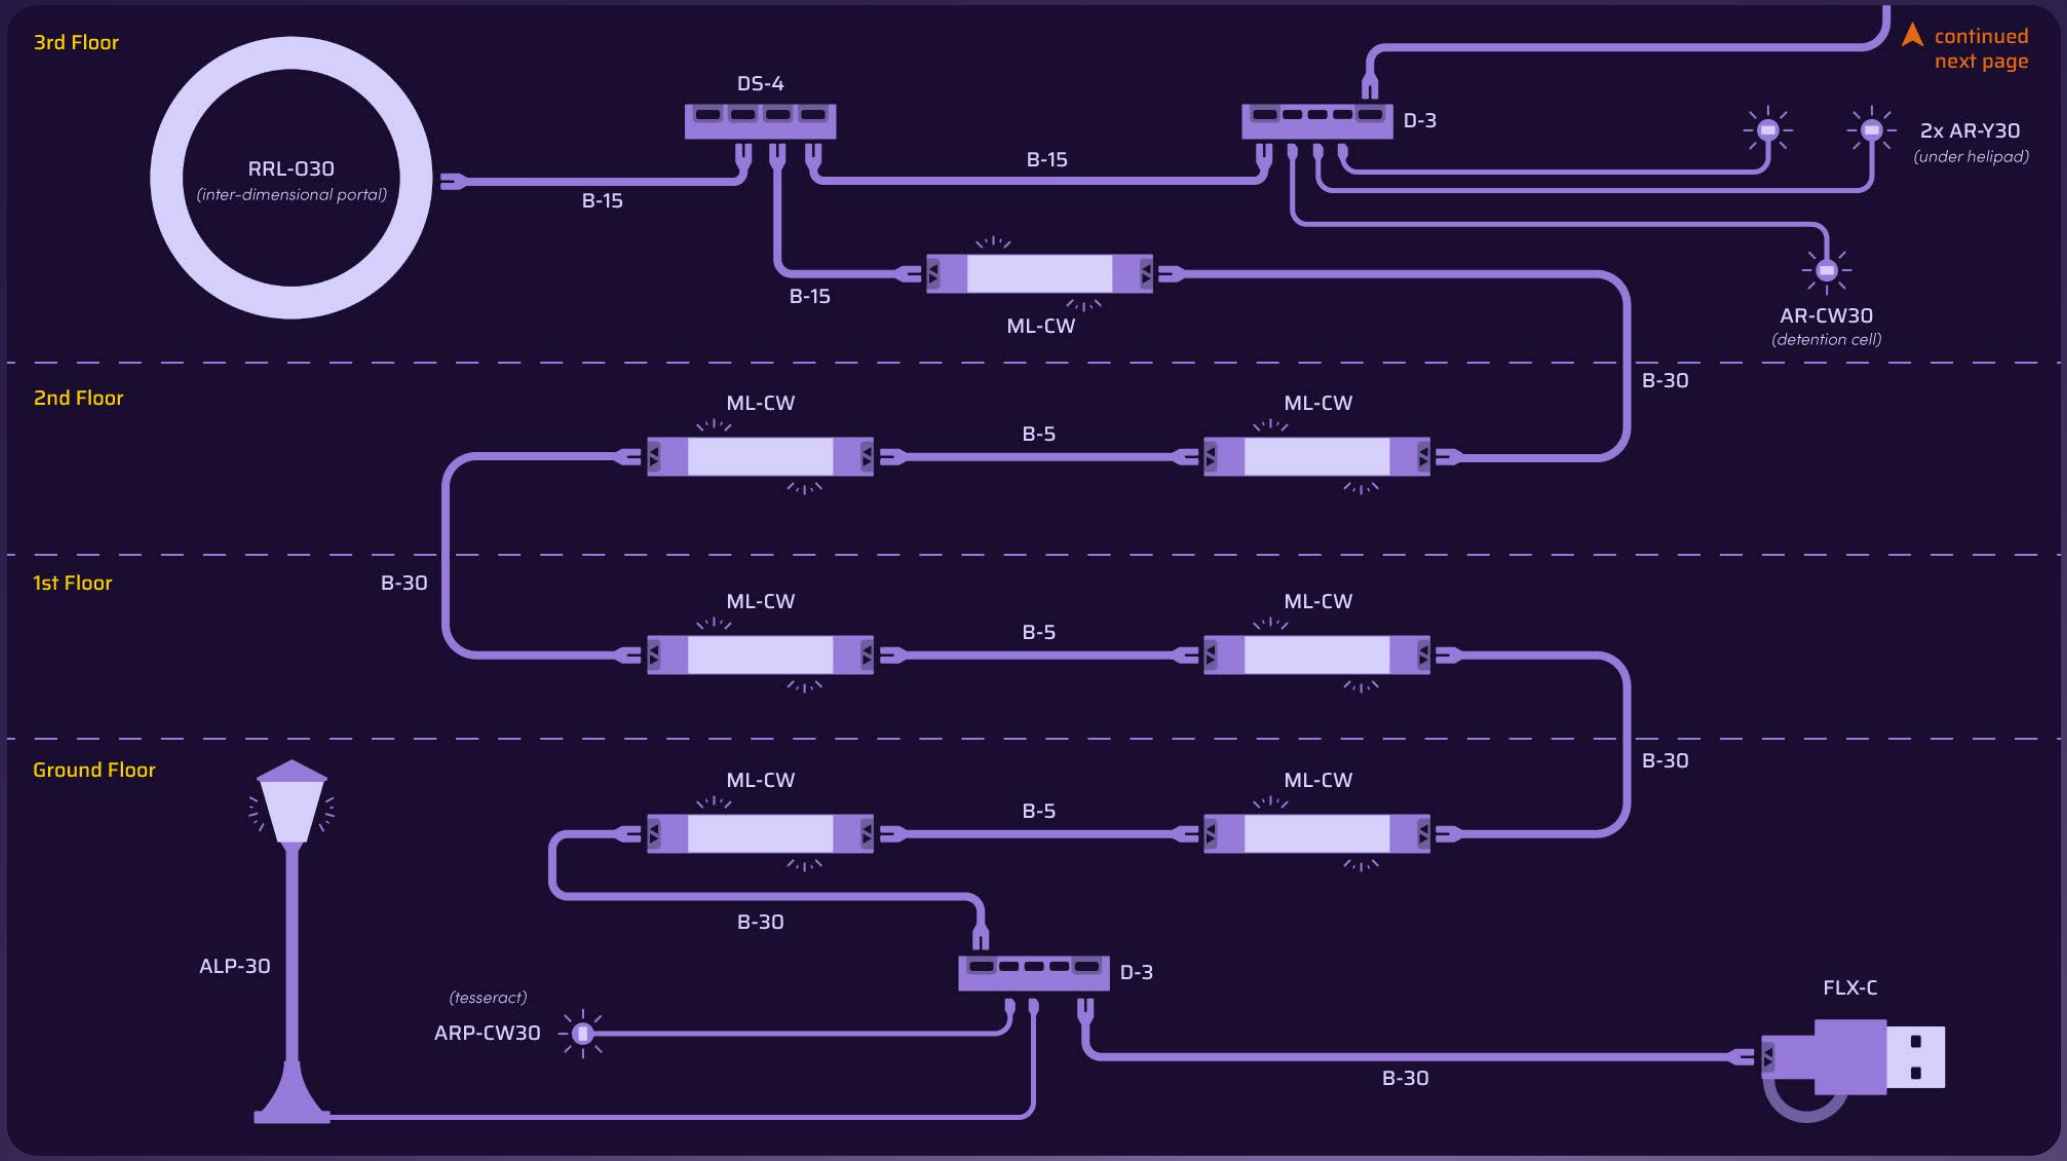 3rd Floor
continued
next page
DS-4
D-3
2x AR-Y30
(under helipad)
RRL-O30
(inter-dimensional portal)
B-15
B-15
B-15
ML-CW
AR-CW30
(detention cell)
B-30
2nd Floor
ML-CW
ML-CW
B-5
1st Floor
B-30
ML-CW
ML-CW
B-5
B-30
Ground Floor
ML-CW
ML-CW
B-5
B-30
ALP-30
D-3
(tesseract)
ARP-CW30
FLX-C
B-30